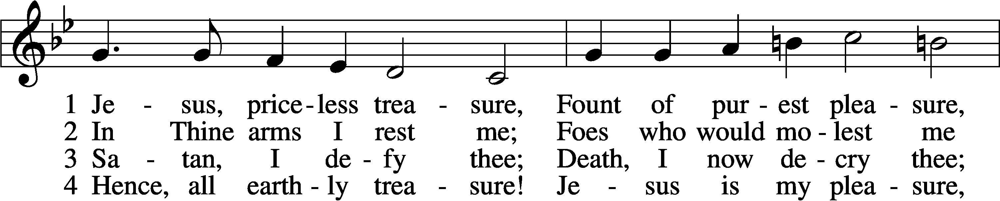 1 Je - sus, price - less trea - sure, Fount of pur - est plea - sure,
2 In Thine arms I rest me; Foes who would mo - lest me
3 Sa - tan, I de - fy thee; Death, I now de - cry thee;
4 Hence, all earth - ly trea - sure! Je - sus is my plea - sure,